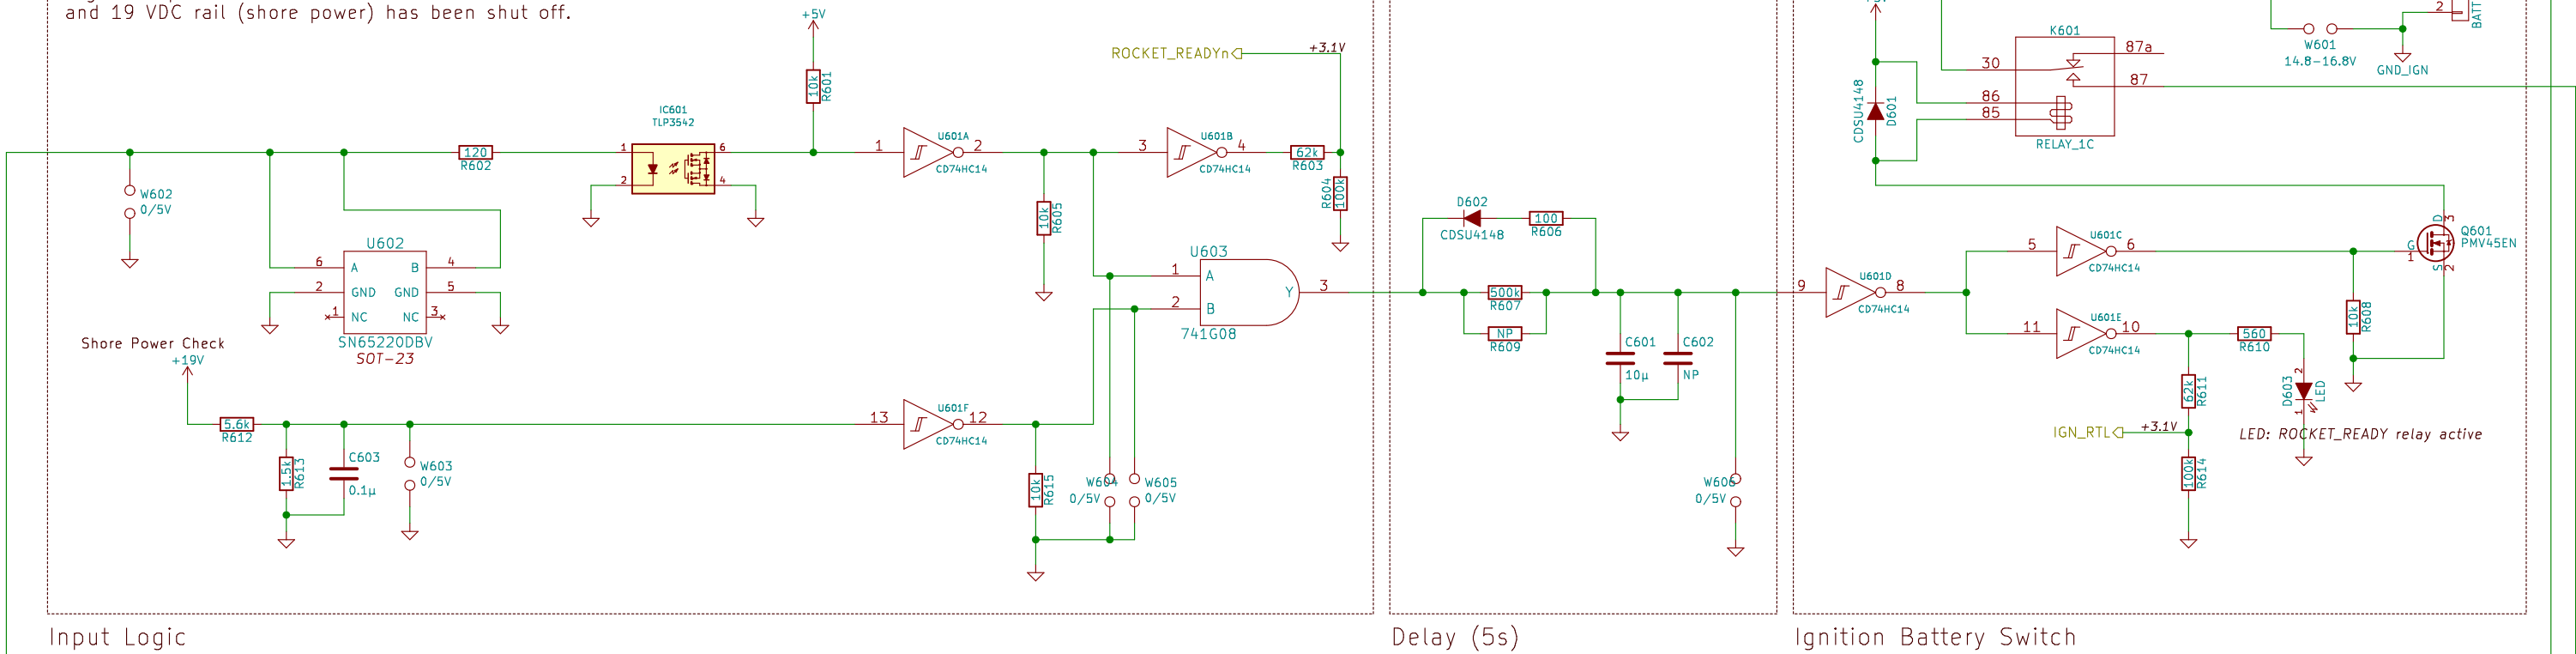 and 19 VDC rail (shore power) has been shut off.
+5V
10k
R601
ROCKET_READYn
+3.1V
IC601
TLP3542
1
2
6
4
120
R602
W602
0/5V
U602
6
A
B
4
2
GND
GND
5
1
NC
NC
3
SN65220DBV
SOT-23
Shore Power Check
+19V
5.6k
R612
1.5k
R613
C603
0.1µ
W603
0/5V
1
U601A
2
CD74HC14
10k
R605
3
U601B
4
CD74HC14
62k
R603
R604
100k
U603
1
A
2
B
Y
3
741G08
13
U601F
12
CD74HC14
10k
R615
W604
0/5V
W605
0/5V
Input Logic
D602
CDSU4148
100
R606
500k
R607
NP
R609
C601
10µ
C602
NP
W606
0/5V
Delay (5s)
CDSU4148
D601
K601
30
86
85
87a
87
RELAY_1C
W601
14.8-16.8V
2
BATT
GND_IGN
9
U601D
8
CD74HC14
5
U601C
6
CD74HC14
11
U601E
10
CD74HC14
D
3
G
1
S
2
Q601
PMV45EN
10k
R608
560
R610
62k
R611
D603
LED
2
1
IGN_RTL
+3.1V
100k
R614
LED: ROCKET_READY relay active
Ignition Battery Switch